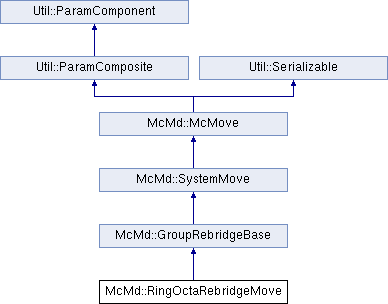 Util::ParamComponent
Util::ParamComposite
Util::Serializable
McMd::McMove
McMd::SystemMove
McMd::GroupRebridgeBase
McMd::RingOctaRebridgeMove